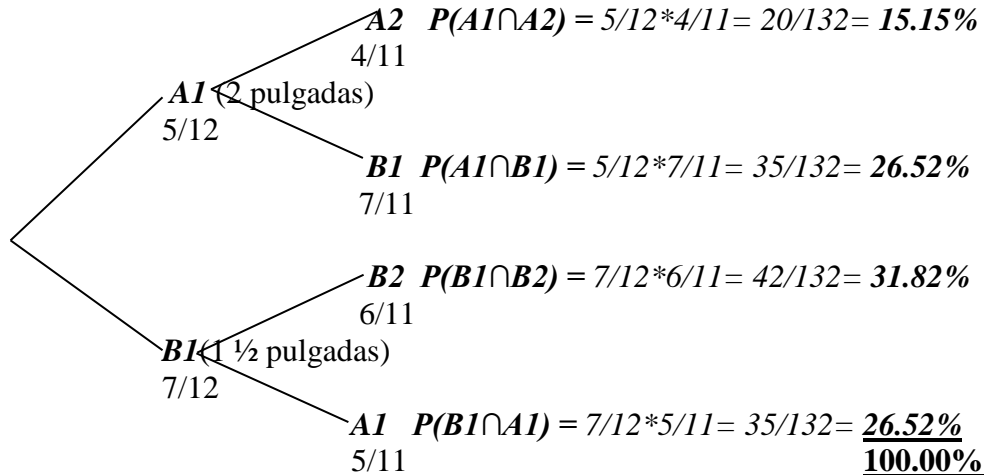 A2 P(A1∩A2) = 5/12*4/11= 20/132= 15.15%
4/11
A1 (2 pulgadas)
5/12
B1 P(A1∩B1) = 5/12*7/11= 35/132= 26.52%
7/11
B2 P(B1∩B2) = 7/12*6/11= 42/132= 31.82%
6/11
B1(1 ½ pulgadas)
7/12
A1 P(B1∩A1) = 7/12*5/11= 35/132= 26.52%
5/11 100.00%